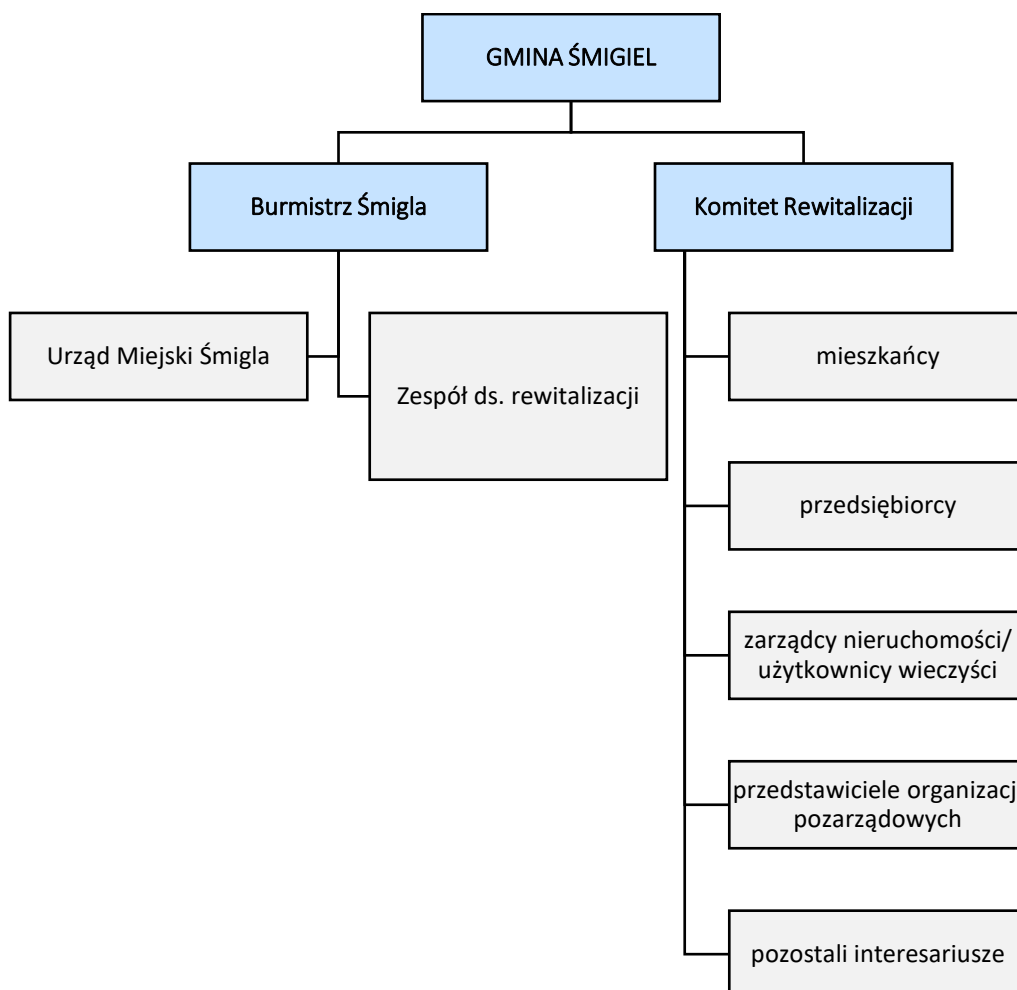 GMINA ŚMIGIEL
Burmistrz Śmigla
Komitet Rewitalizacji
Urząd Miejski Śmigla
Zespół ds. rewitalizacji
mieszkańcy
przedsiębiorcy
zarządcy nieruchomości/
użytkownicy wieczyści
przedstawiciele organizacj
pozarządowych
pozostali interesariusze